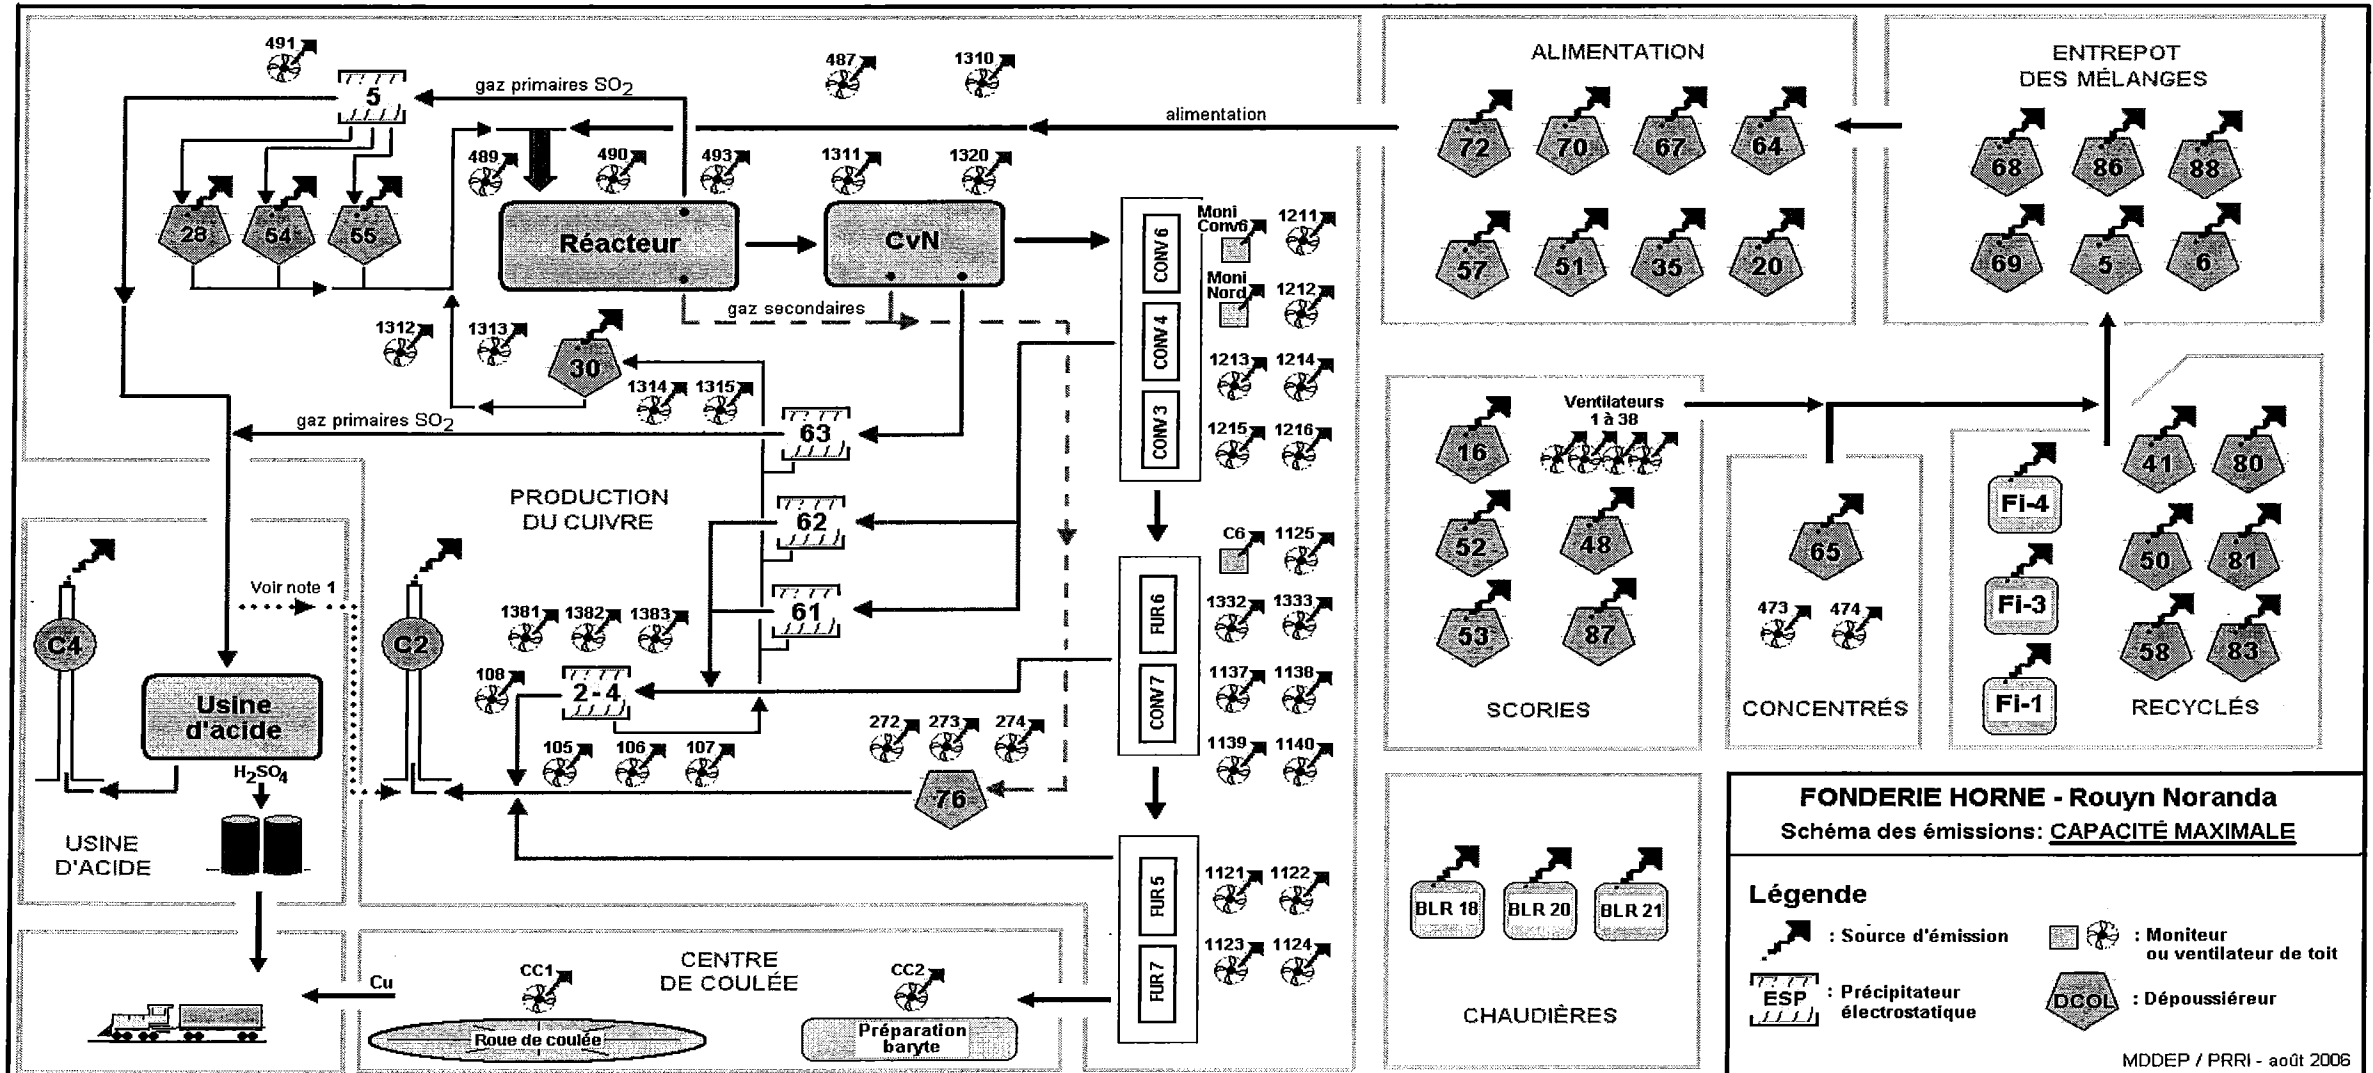 491
487
1310
5
gaz primaires SO2
alimentation
489
490
493
1311
1320
28
54
55
Réacteur
CvN
gaz secondaires
1312
1313
30
1314
1315
gaz primaires SO2
63
PRODUCTION
DU CUIVRE
62
61
Voir note 1
C4
C2
1381
1382
1383
108
2-4
105
106
107
272
273
274
76
Usine
d'acide
H2SO4
USINE
D'ACIDE
CONV 6
CONV 4
CONV 3
Moni
Conv6
1211
Moni
Nord
1212
1213
1214
1215
1216
C6
1125
FUR 6
CONV 7
1332
1333
1137
1138
1139
1140
FUR 5
FUR 7
1121
1122
1123
1124
Cu
CC1
CENTRE
DE COULÉE
CC2
Roue de coulée
Préparation
baryte
ALIMENTATION
72
70
67
64
57
51
35
20
ENTREPOT
DES MÉLANGES
68
86
88
69
5
6
Ventilateurs
1 à 38
16
52
48
53
87
SCORIES
65
473
474
CONCENTRÉS
Fi-4
Fi-3
Fi-1
41
80
50
81
58
83
RECYCLÉS
BLR 18
BLR 20
BLR 21
CHAUDIÈRES
FONDERIE HORNE - Rouyn Noranda
Schéma des émissions: CAPACITÉ MAXIMALE
Légende
: Source d'émission
: Moniteur
ou ventilateur de toit
ESP
: Précipitateur
électrostatique
DCOL
: Dépoussiéreur
MDDEP / PRRI - août 2006